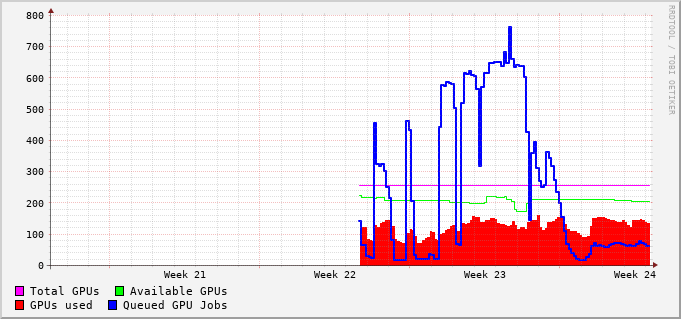 800
700
600
500
400
300
200
100
0
Week 21 Week 22 Week 23 Week 24
Total GPUs Available GPUs
GPUs used Queued GPU Jobs
RRDTOOL / TOBI OETIKER